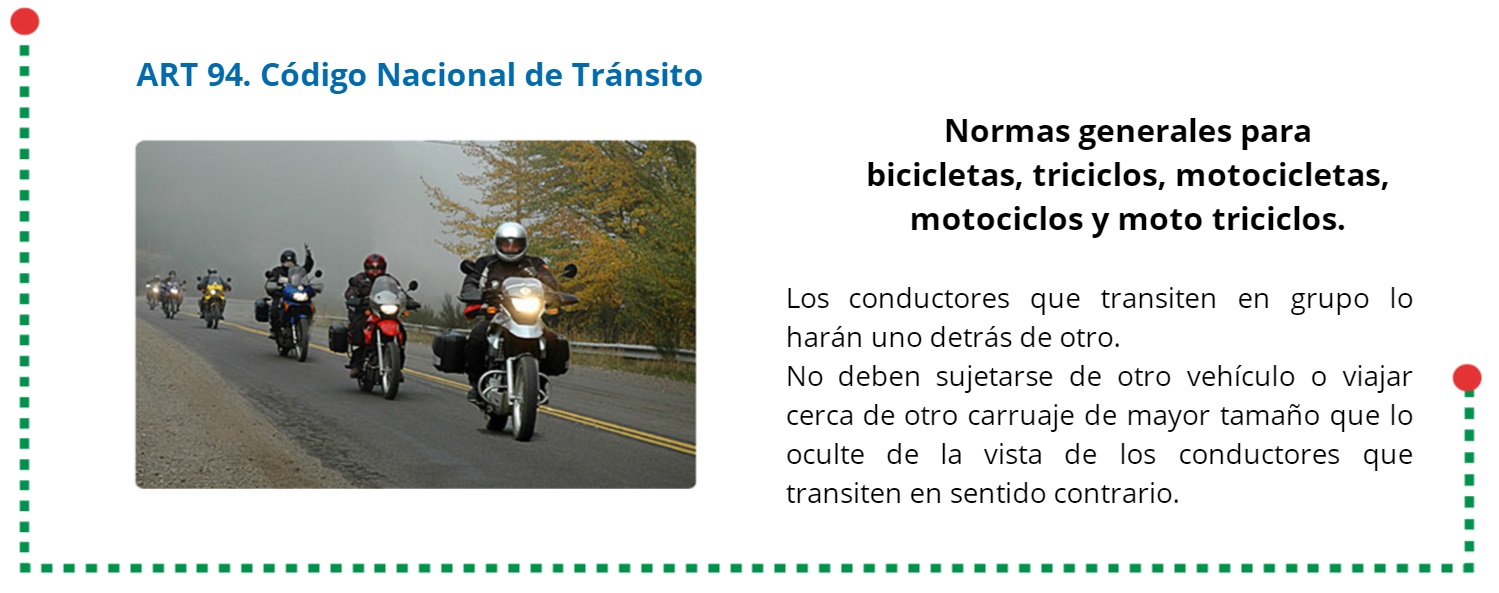 ART 94. Código Nacional de Tránsito
Normas generales para
bicicletas, triciclos, motocicletas,
motociclos y moto triciclos.
Los conductores que transiten en grupo lo
harán uno detrás de otro.
No deben sujetarse de otro vehículo o viajar
cerca de otro carruaje de mayor tamaño que lo
oculte de la vista de los conductores que
transiten en sentido contrario.